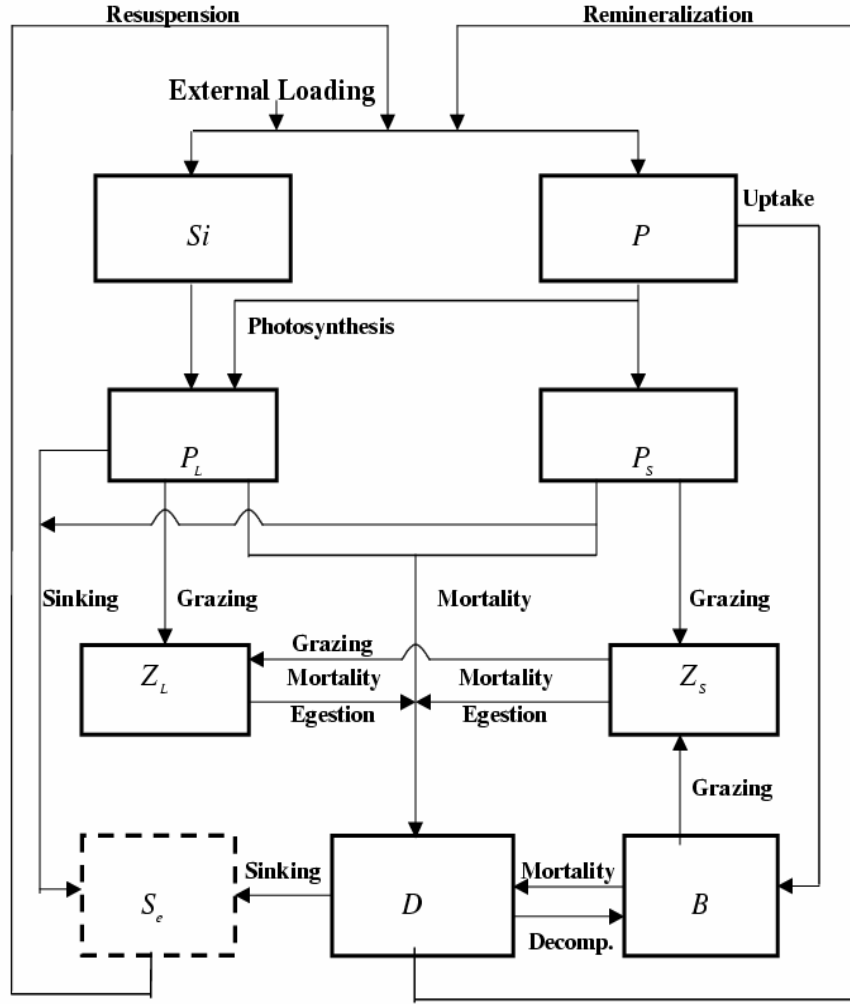 Resuspension
Remineralization
External Loading
Si
P
Uptake
Photosynthesis
P_L
P_S
Sinking
Grazing
Mortality
Grazing
Grazing
Z_L
Mortality
Mortality
Z_S
Egestion
Egestion
Grazing
Sinking
Mortality
S_e
D
B
Decomp.